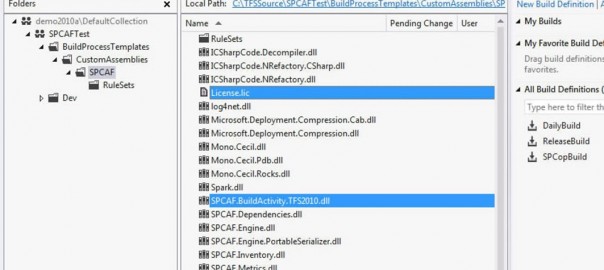 Folders
demo2010a\DefaultCollection
SPCAFTest
BuildProcessTemplates
CustomAssemblies
SPCAF
RuleSets
Dev
Local Path: C:\TFSSource\SPCAFTest\BuildProcessTemplates\CustomAssemblies\SP
Name Pending Change User
RuleSets
ICSharpCode.Decompiler.dll
ICSharpCode.NRefactory.CSharp.dll
ICSharpCode.NRefactory.dll
License.lic
log4net.dll
Microsoft.Deployment.Compression.Cab.dll
Microsoft.Deployment.Compression.dll
Mono.Cecil.dll
Mono.Cecil.Pdb.dll
Mono.Cecil.Rocks.dll
Spark.dll
SPCAF.BuildActivity.TFS2010.dll
SPCAF.Dependencies.dll
SPCAF.Engine.dll
SPCAF.Engine.PortableSerializer.dll
SPCAF.Inventory.dll
SPCAF.Metrics.dll
New Build Definition | A
My Builds
My Favorite Build Def
Drag build definitions
favorites.
All Build Definitions (
Type here to filter th
DailyBuild
ReleaseBuild
SPCopBuild